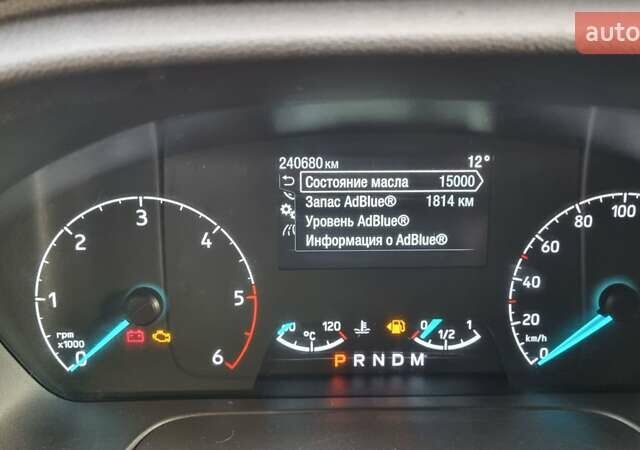 auto
240680 км 12°
Состояние масла 15000
Запас AdBlue® 1814 км
Уровень AdBlue®
Информация о AdBlue®
0 1 2 3 4 5 6
rpm
x1000
°C 120
0 1/2 1
P R N D M
0 20 40 60 80 100
km/h